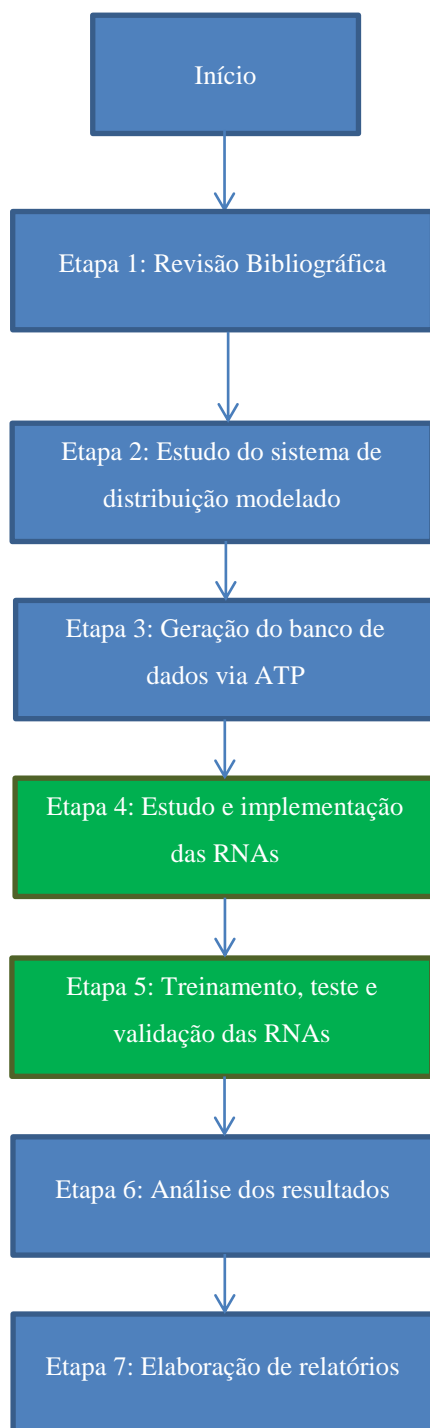 Início
Etapa 1: Revisão Bibliográfica
Etapa 2: Estudo do sistema de
distribuição modelado
Etapa 3: Geração do banco de
dados via ATP
Etapa 4: Estudo e implementação
das RNAs
Etapa 5: Treinamento, teste e
validação das RNAs
Etapa 6: Análise dos resultados
Etapa 7: Elaboração de relatórios